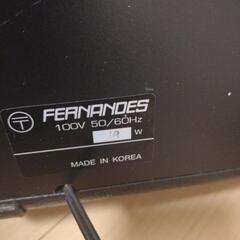 FERNANDES
100V 50/60Hz
W
MADE IN KOREA